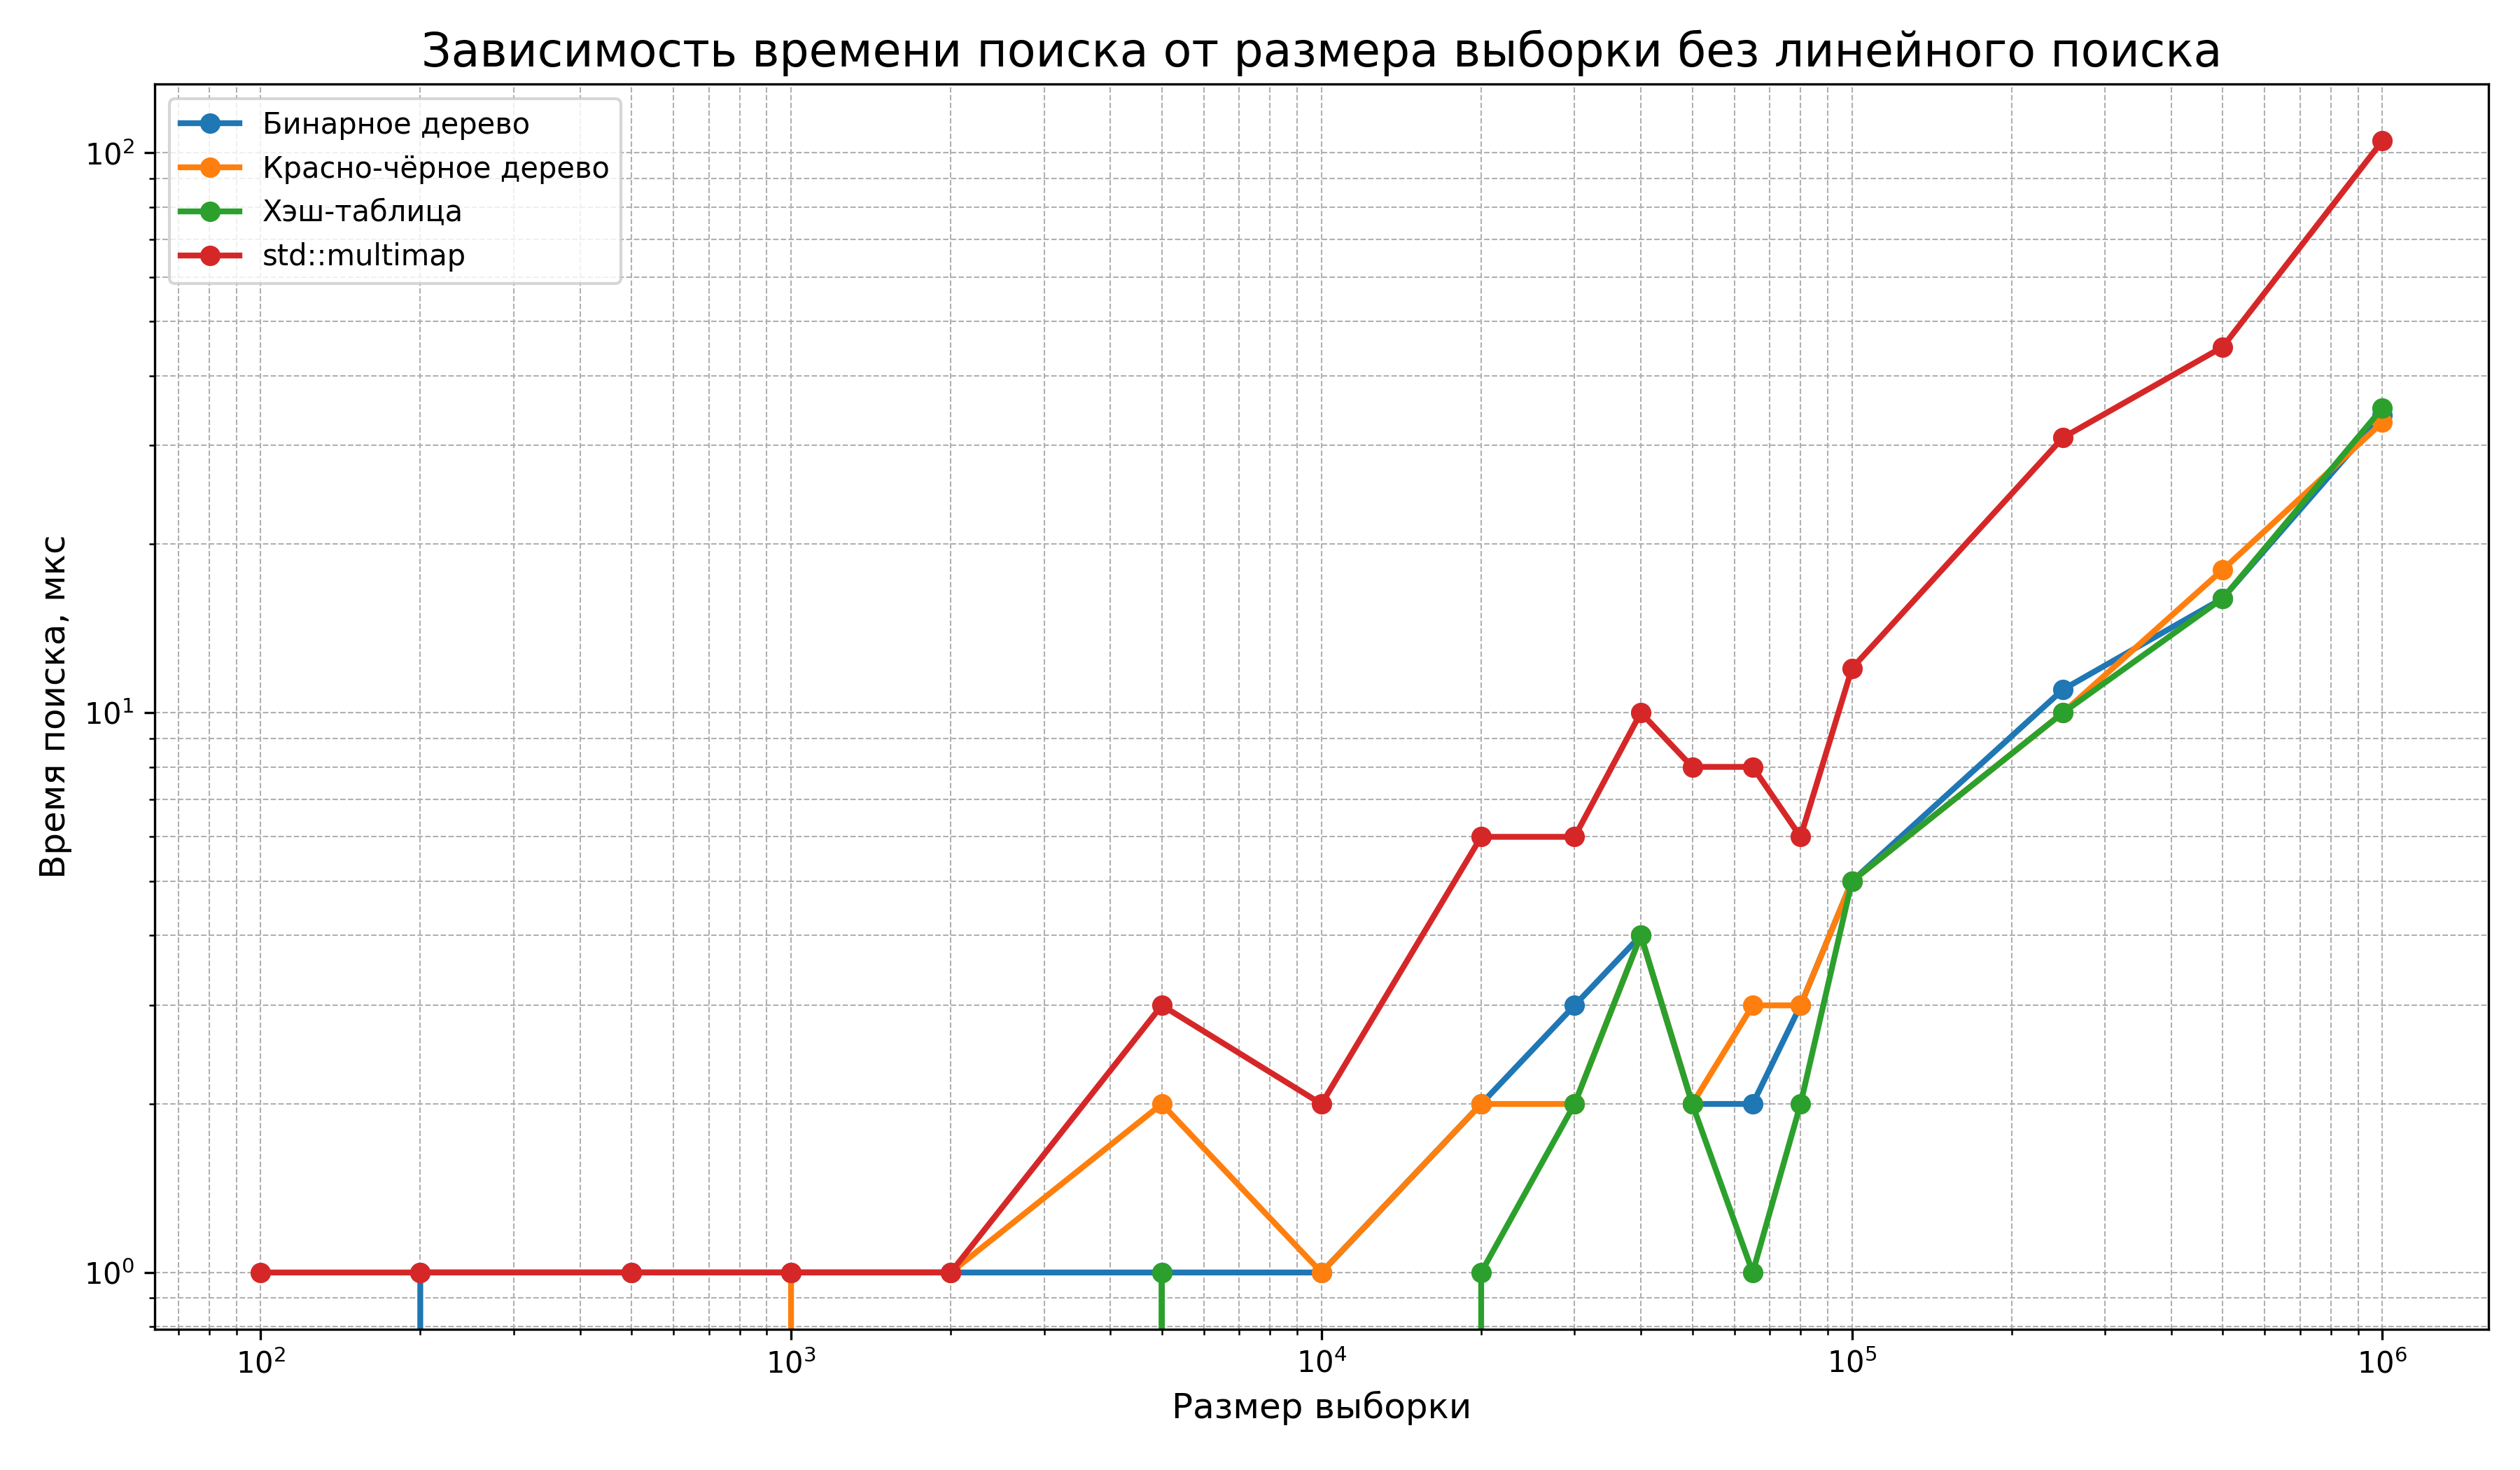 Зависимость времени поиска от размера выборки без линейного поиска
Бинарное дерево
Красно-чёрное дерево
Хэш-таблица
std::multimap
Время поиска, мкс
10²
10¹
10⁰
10² 10³ 10⁴ 10⁵ 10⁶
Размер выборки